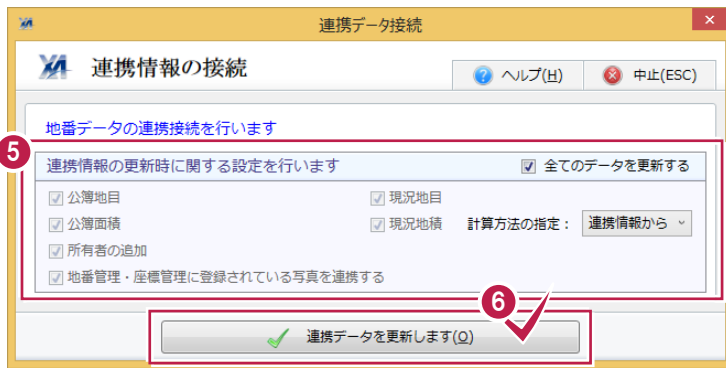 連携データ接続
連携情報の接続
ヘルプ(H)
中止(ESC)
地番データの連携接続を行います
5
連携情報の更新時に関する設定を行います
全てのデータを更新する
公簿地目
現況地目
公簿面積
現況地積
計算方法の指定：
連携情報から
所有者の追加
地番管理・座標管理に登録されている写真を連携する
6
連携データを更新します(O)